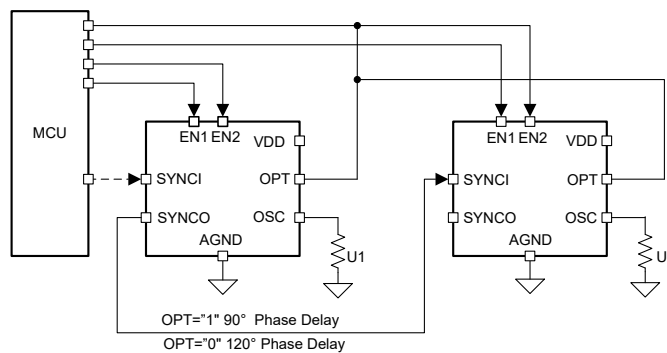 MCU
EN1 EN2
VDD
SYNCI
OPT
SYNCO
OSC
AGND
U1
EN1 EN2
VDD
SYNCI
OPT
SYNCO
OSC
AGND
U
OPT="1" 90° Phase Delay
OPT="0" 120° Phase Delay